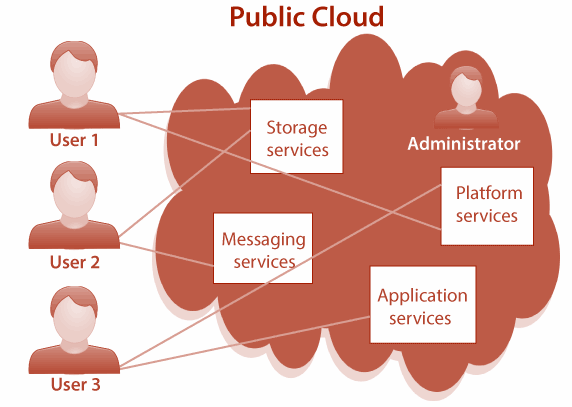 Public Cloud
User 1
Storage
services
Administrator
Platform
services
User 2
Messaging
services
Application
services
User 3